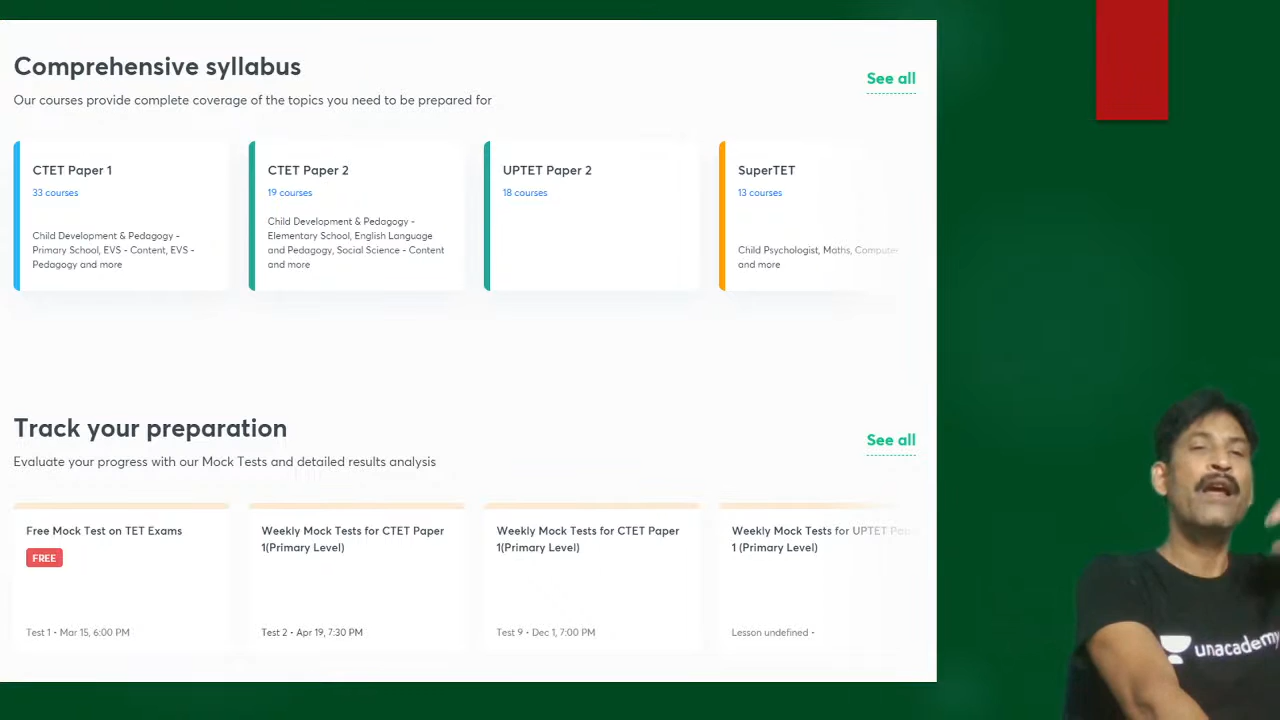 Comprehensive syllabus
See all
Our courses provide complete coverage of the topics you need to be prepared for
CTET Paper 1
33 courses
Child Development & Pedagogy -
Primary School, EVS - Content, EVS -
Pedagogy and more
CTET Paper 2
19 courses
Child Development & Pedagogy -
Elementary School, English Language
and Pedagogy, Social Science - Content
and more
UPTET Paper 2
18 courses
SuperTET
13 courses
Child Psychologist, Maths, Computer
and more
Track your preparation
See all
Evaluate your progress with our Mock Tests and detailed results analysis
Free Mock Test on TET Exams
FREE
Test 1 • Mar 15, 6:00 PM
Weekly Mock Tests for CTET Paper
1(Primary Level)
Test 2 • Apr 19, 7:30 PM
Weekly Mock Tests for CTET Paper
1(Primary Level)
Test 9 • Dec 1, 7:00 PM
Weekly Mock Tests for UPTET Paper
1 (Primary Level)
Lesson undefined •
unacademy